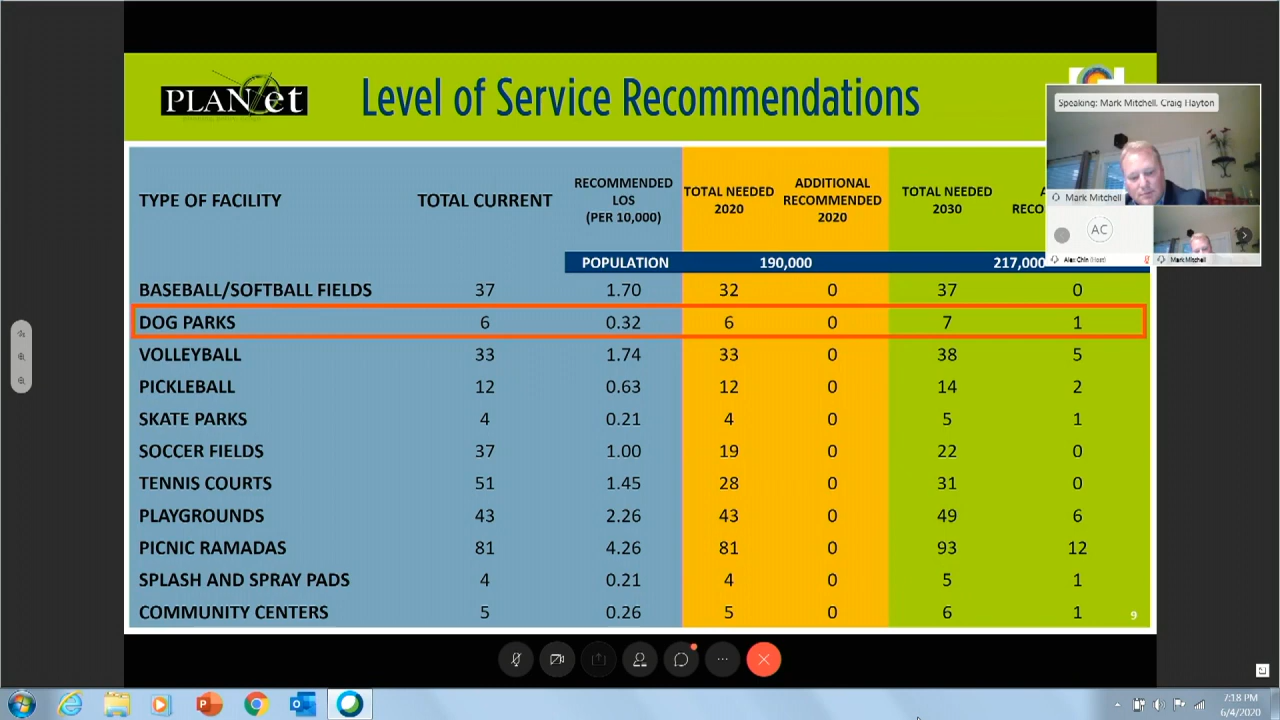 PLAN et
Level of Service Recommendations
Speaking: Mark Mitchell, Craig Hayton
Mark Mitchell
AC
Alex Chin (Host)
Mark Mitchell
TYPE OF FACILITY TOTAL CURRENT RECOMMENDED LOS (PER 10,000) TOTAL NEEDED 2020 ADDITIONAL RECOMMENDED 2020 TOTAL NEEDED 2030
POPULATION 190,000 217,000
BASEBALL/SOFTBALL FIELDS 37 1.70 32 0 37 0
DOG PARKS 6 0.32 6 0 7 1
VOLLEYBALL 33 1.74 33 0 38 5
PICKLEBALL 12 0.63 12 0 14 2
SKATE PARKS 4 0.21 4 0 5 1
SOCCER FIELDS 37 1.00 19 0 22 0
TENNIS COURTS 51 1.45 28 0 31 0
PLAYGROUNDS 43 2.26 43 0 49 6
PICNIC RAMADAS 81 4.26 81 0 93 12
SPLASH AND SPRAY PADS 4 0.21 4 0 5 1
COMMUNITY CENTERS 5 0.26 5 0 6 1
9
7:18 PM
6/4/2020